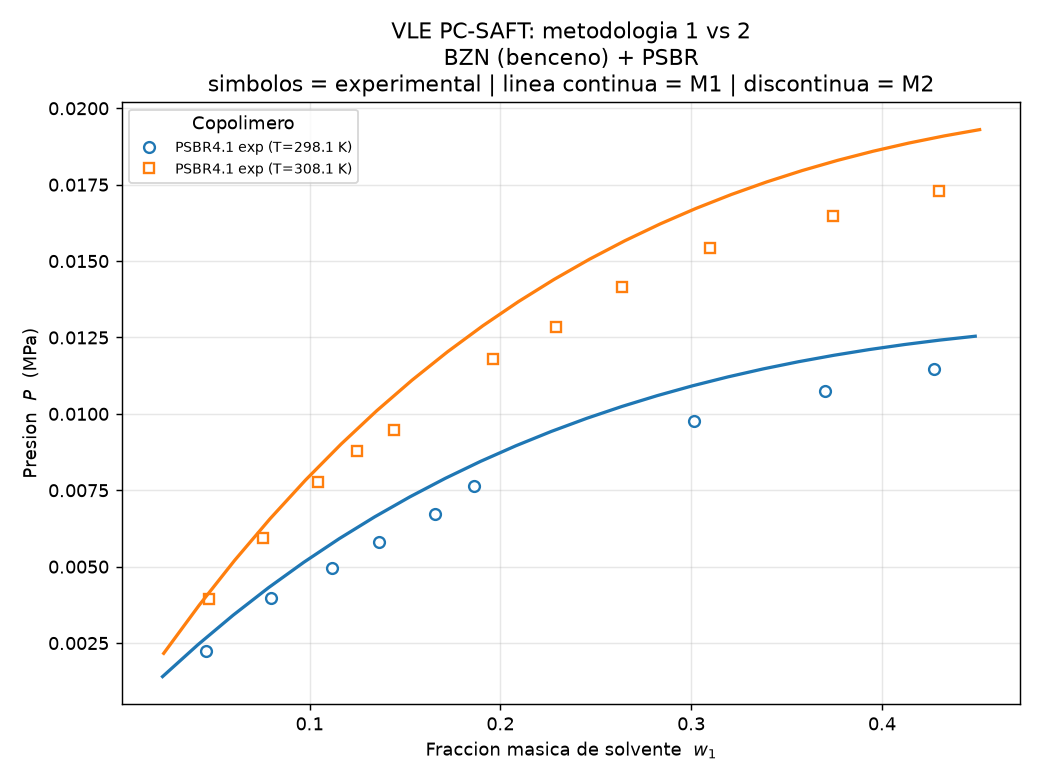 VLE PC-SAFT: metodologia 1 vs 2
BZN (benceno) + PSBR
simbolos = experimental | linea continua = M1 | discontinua = M2
Copolimero
PSBR4.1 exp (T=298.1 K)
PSBR4.1 exp (T=308.1 K)
Presion P (MPa)
0.0200
0.0175
0.0150
0.0125
0.0100
0.0075
0.0050
0.0025
0.1 0.2 0.3 0.4
Fraccion masica de solvente w₁